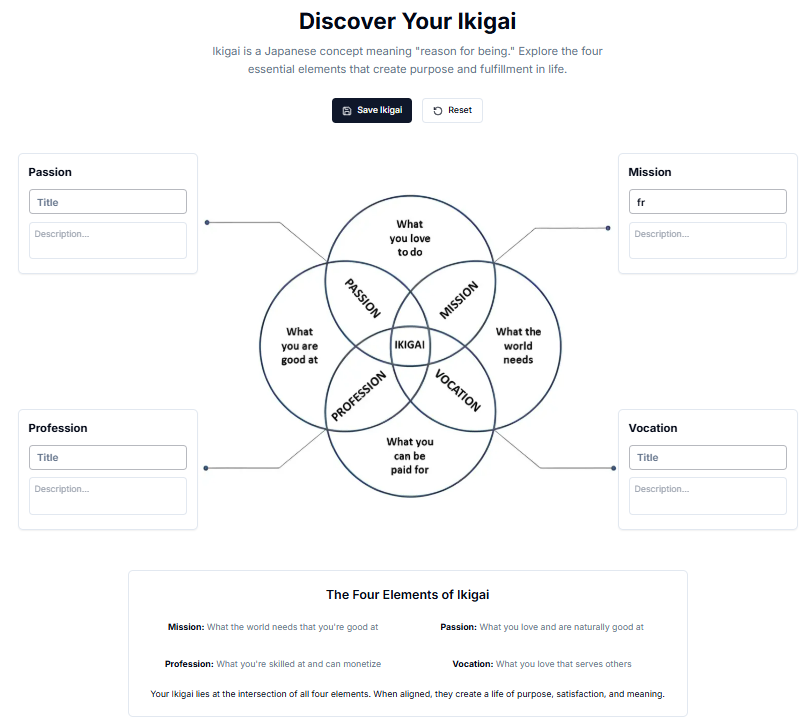 Discover Your Ikigai
Ikigai is a Japanese concept meaning "reason for being." Explore the four
essential elements that create purpose and fulfillment in life.
Save Ikigai
Reset
Passion
Title
Description...
Mission
fr
Description...
What
you love
to do
PASSION
MISSION
What
you are
good at
IKIGAI
What the
world
needs
PROFESSION
VOCATION
What you
can be
paid for
Profession
Title
Description...
Vocation
Title
Description...
The Four Elements of Ikigai
Mission: What the world needs that you're good at
Passion: What you love and are naturally good at
Profession: What you're skilled at and can monetize
Vocation: What you love that serves others
Your Ikigai lies at the intersection of all four elements. When aligned, they create a life of purpose, satisfaction, and meaning.